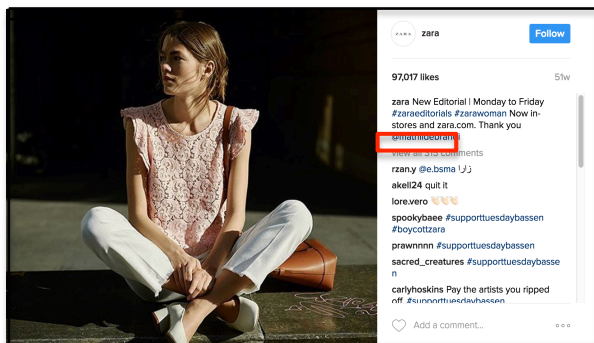 ZARA
zara
Follow
97,017 likes
51w
zara New Editorial | Monday to Friday
#zaraeditorials #zarawoman Now in-
stores and zara.com. Thank you
@mathildebrandi
View all 313 comments
rzan.y @e.bsma زارا
akell24 quit it
lore.vero 👏🏻👏🏻👏🏻
spookybaee #supporttuesdaybassen
#boycottzara
prawnnnn #supporttuesdaybassen
sacred_creatures #supporttuesdaybasse
n
carlyhoskins Pay the artists you ripped
off #supporttuesdaybassen
Add a comment...